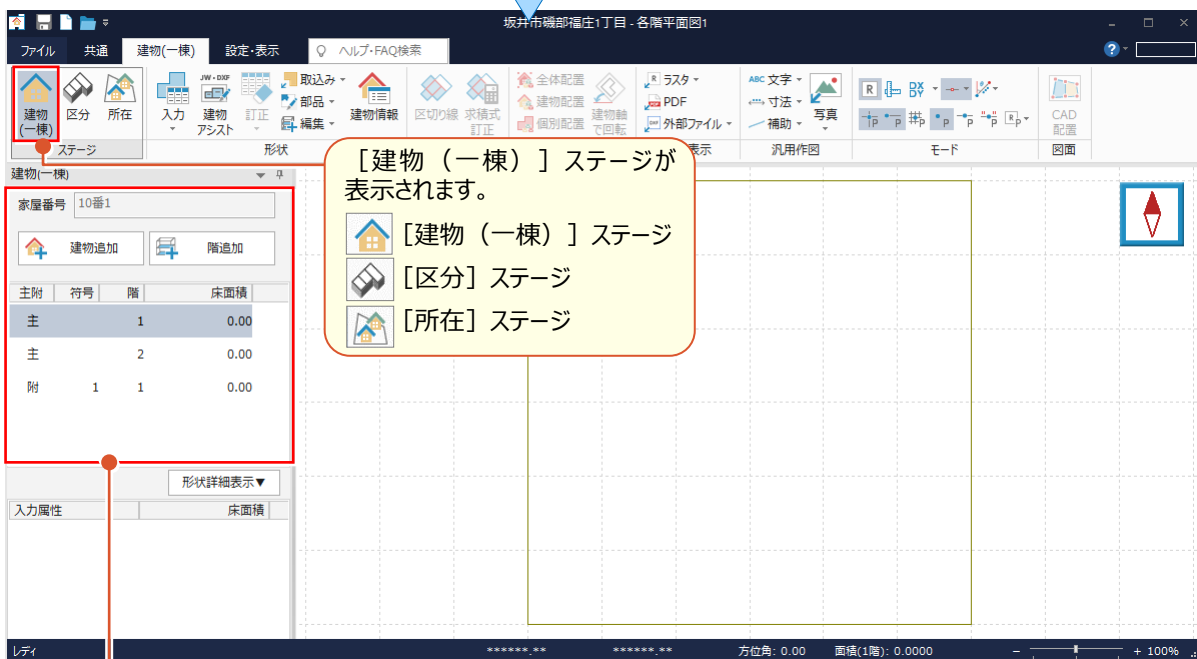 坂井市磯部福庄1丁目 - 各階平面図1
ファイル 共通 建物(一棟) 設定・表示 ヘルプ・FAQ検索
建物(一棟) 区分 所在
ステージ
入力 JW・DXF 建物アシスト 訂正 取込み 部品 編集 建物情報 区切り線 求積式訂正
形状
全体配置 建物配置 個別配置 建物軸で回転
R ラスタ PDF DXF 外部ファイル
表示
ABC 文字 寸法 補助 写真
汎用作図
R DX P P 井P P P P R P
モード
CAD配置
図面
建物(一棟)
家屋番号 10番1
建物追加 階追加
主附 符号 階 床面積
主 1 0.00
主 2 0.00
附 1 1 0.00
形状詳細表示▼
入力属性 床面積
[建物(一棟)]ステージが
表示されます。
[建物(一棟)]ステージ
[区分]ステージ
[所在]ステージ
レディ ******.** ******.** 方位角: 0.00 面積(1階): 0.0000 − + 100%